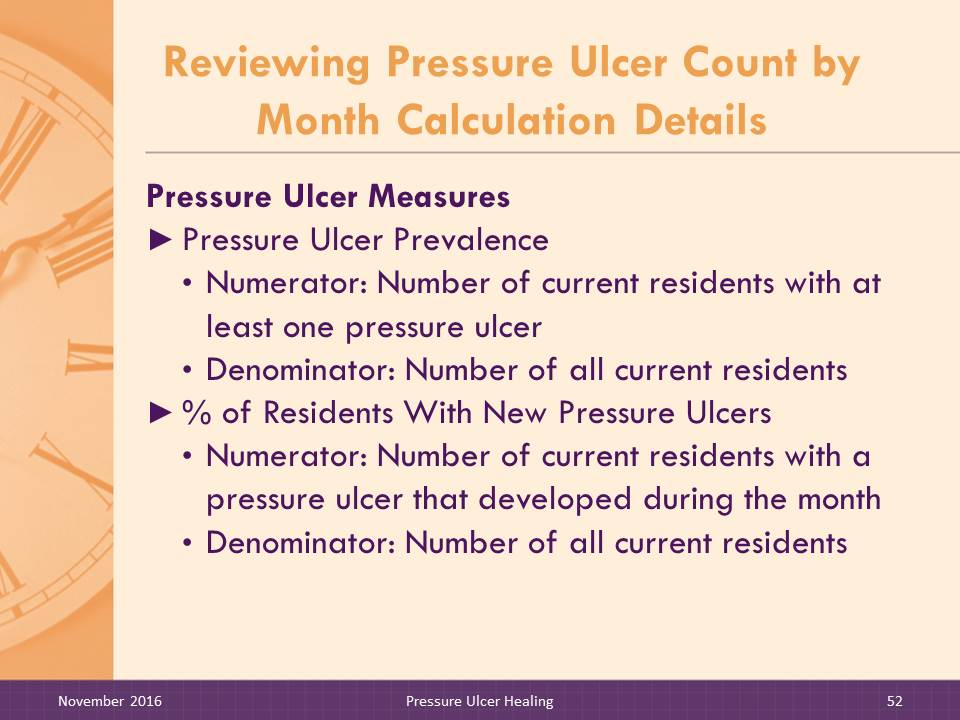 Reviewing Pressure Ulcer Count by
Month Calculation Details
Pressure Ulcer Measures
► Pressure Ulcer Prevalence
• Numerator: Number of current residents with at
least one pressure ulcer
• Denominator: Number of all current residents
► % of Residents With New Pressure Ulcers
• Numerator: Number of current residents with a
pressure ulcer that developed during the month
• Denominator: Number of all current residents
November 2016 Pressure Ulcer Healing 52